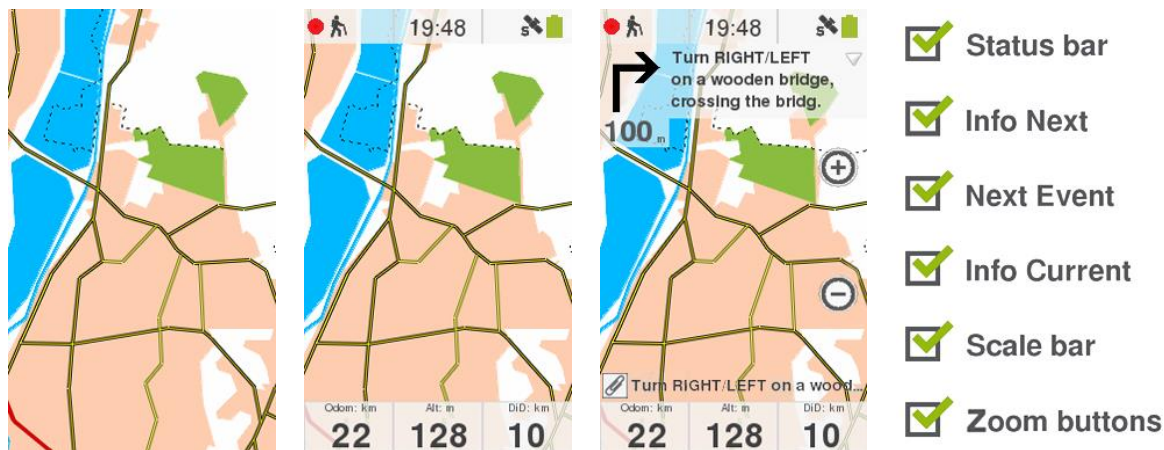 19:48
S
Odom: km
Alt: m
DiD: km
22
128
10
19:48
S
Turn RIGHT/LEFT
on a wooden bridge,
crossing the bridg.
100 m
Turn RIGHT/LEFT on a wood...
Odom: km
Alt: m
DiD: km
22
128
10
Status bar
Info Next
Next Event
Info Current
Scale bar
Zoom buttons